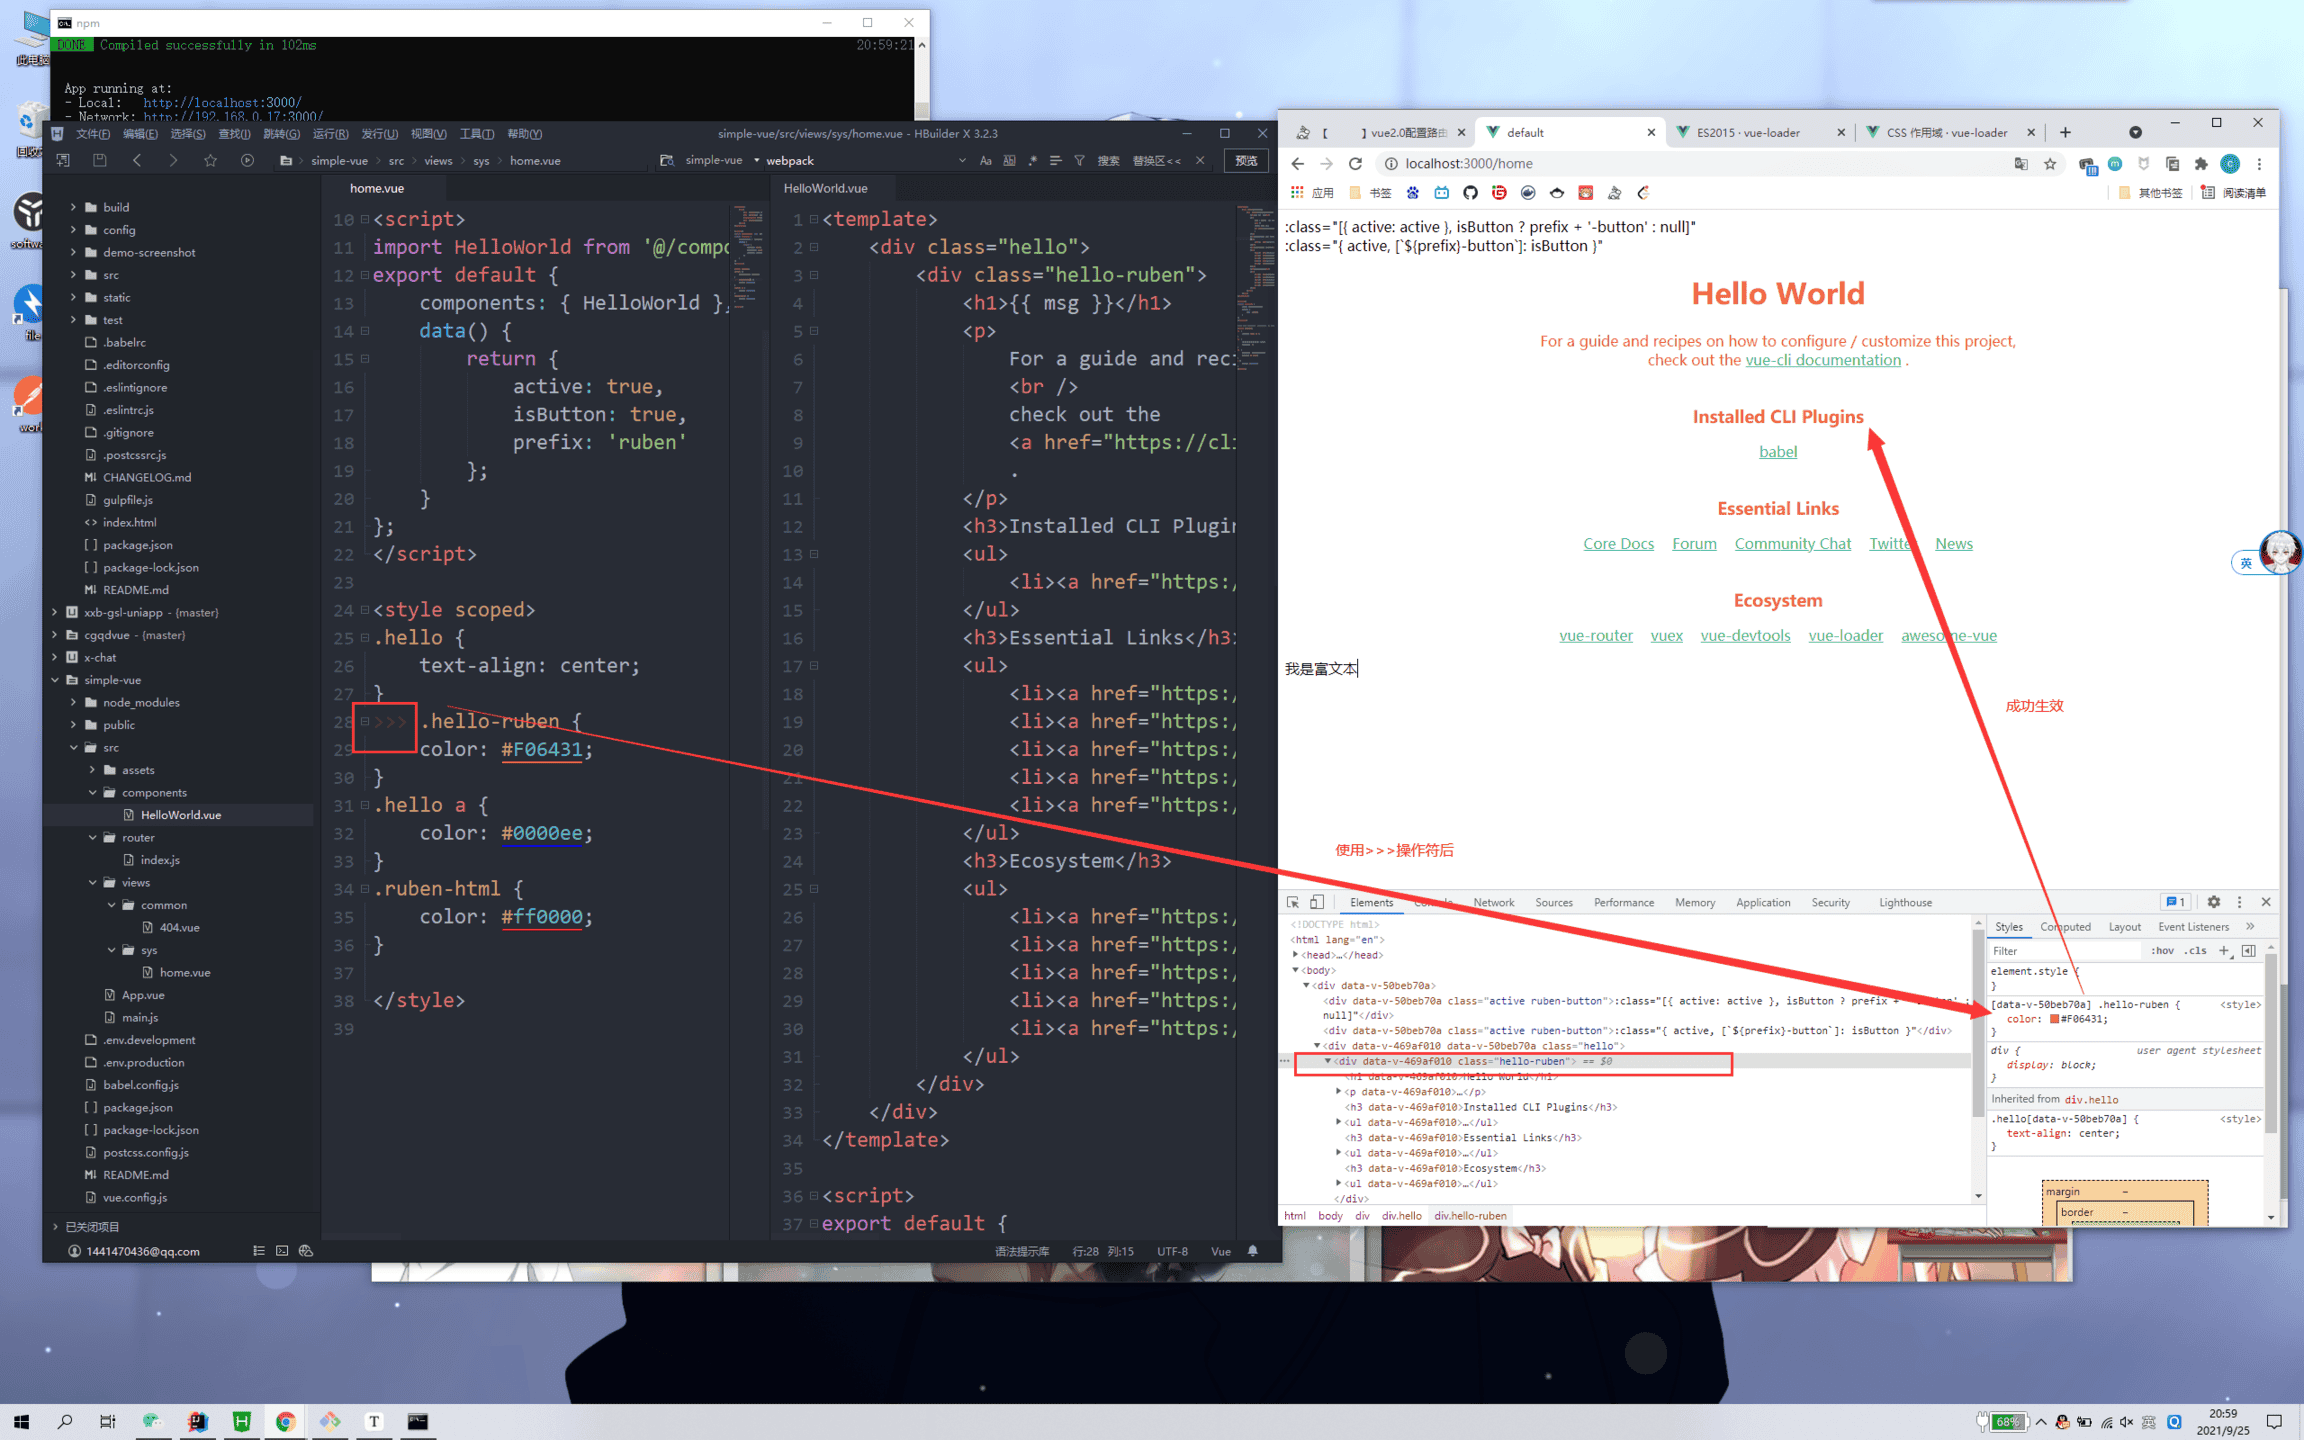 npm
DONE Compiled successfully in 102ms 20:59:21
App running at:
- Local: http://localhost:3000/
- Network: http://192.168.0.17:3000/
文件(F) 编辑(E) 选择(S) 查找(I) 跳转(G) 运行(R) 发行(U) 视图(V) 工具(T) 帮助(Y)
simple-vue/src/views/sys/home.vue - HBuilder X 3.2.3
simple-vue src views sys home.vue
simple-vue webpack
搜索 替换区<< 预览
build
config
demo-screenshot
src
static
test
.babelrc
.editorconfig
.eslintignore
.eslintrc.js
.gitignore
.postcssrc.js
CHANGELOG.md
gulpfile.js
index.html
package.json
package-lock.json
README.md
xxb-gsl-uniapp - (master)
cgqdvue - (master)
x-chat
simple-vue
node_modules
public
src
assets
components
HelloWorld.vue
router
index.js
views
common
404.vue
sys
home.vue
App.vue
main.js
.env.development
.env.production
babel.config.js
package.json
package-lock.json
postcss.config.js
README.md
vue.config.js
已关闭项目
1441470436@qq.com
home.vue
10 <script>
11 import HelloWorld from '@/compo
12 export default {
13 components: { HelloWorld },
14 data() {
15 return {
16 active: true,
17 isButton: true,
18 prefix: 'ruben'
19 };
20 }
21 };
22 </script>
23
24 <style scoped>
25 .hello {
26 text-align: center;
27 }
28 >>> .hello-ruben {
29 color: #F06431;
30 }
31 .hello a {
32 color: #0000ee;
33 }
34 .ruben-html {
35 color: #ff0000;
36 }
37
38 </style>
39
HelloWorld.vue
1 <template>
2 <div class="hello">
3 <div class="hello-ruben">
4 <h1>{{ msg }}</h1>
5 <p>
6 For a guide and reci
7 <br />
8 check out the
9 <a href="https://cli
10 .
11 </p>
12 <h3>Installed CLI Plugin
13 <ul>
14 <li><a href="https:/
15 </ul>
16 <h3>Essential Links</h3>
17 <ul>
18 <li><a href="https:/
19 <li><a href="https:/
20 <li><a href="https:/
21 <li><a href="https:/
22 <li><a href="https:/
23 </ul>
24 <h3>Ecosystem</h3>
25 <ul>
26 <li><a href="https:/
27 <li><a href="https:/
28 <li><a href="https:/
29 <li><a href="https:/
30 <li><a href="https:/
31 </ul>
32 </div>
33 </div>
34 </template>
35
36 <script>
37 export default {
语法提示库 行:28 列:15 UTF-8 Vue
【 】vue2.0配置路由 default ES2015 · vue-loader CSS 作用域 · vue-loader
localhost:3000/home
应用 书签 其他书签 阅读清单
:class="[{ active: active }, isButton ? prefix + '-button' : null]"
:class="{ active, [`${prefix}-button`]: isButton }"
Hello World
For a guide and recipes on how to configure / customize this project,
check out the vue-cli documentation .
Installed CLI Plugins
babel
Essential Links
Core Docs Forum Community Chat Twitter News
Ecosystem
vue-router vuex vue-devtools vue-loader awesome-vue
我是富文本
成功生效
使用>>>操作符后
英
Elements Console Network Sources Performance Memory Application Security Lighthouse 1
<!DOCTYPE html>
<html lang="en">
<head>…</head>
<body>
<div data-v-50beb70a>
<div data-v-50beb70a class="active ruben-button">:class="[{ active: active }, isButton ? prefix + '-button' :
null]"</div>
<div data-v-50beb70a class="active ruben-button">:class="{ active, [`${prefix}-button`]: isButton }"</div>
<div data-v-469af010 data-v-50beb70a class="hello">
<div data-v-469af010 class="hello-ruben"> == $0
<h1 data-v-469af010>Hello World</h1>
<p data-v-469af010>…</p>
<h3 data-v-469af010>Installed CLI Plugins</h3>
<ul data-v-469af010>…</ul>
<h3 data-v-469af010>Essential Links</h3>
<ul data-v-469af010>…</ul>
<h3 data-v-469af010>Ecosystem</h3>
<ul data-v-469af010>…</ul>
</div>
html body div div.hello div.hello-ruben
Styles Computed Layout Event Listeners
Filter :hov .cls
element.style {
}
[data-v-50beb70a] .hello-ruben { <style>
color: #F06431;
}
div { user agent stylesheet
display: block;
}
Inherited from div.hello
.hello[data-v-50beb70a] { <style>
text-align: center;
}
margin -
border -
68%
20:59
2021/9/25